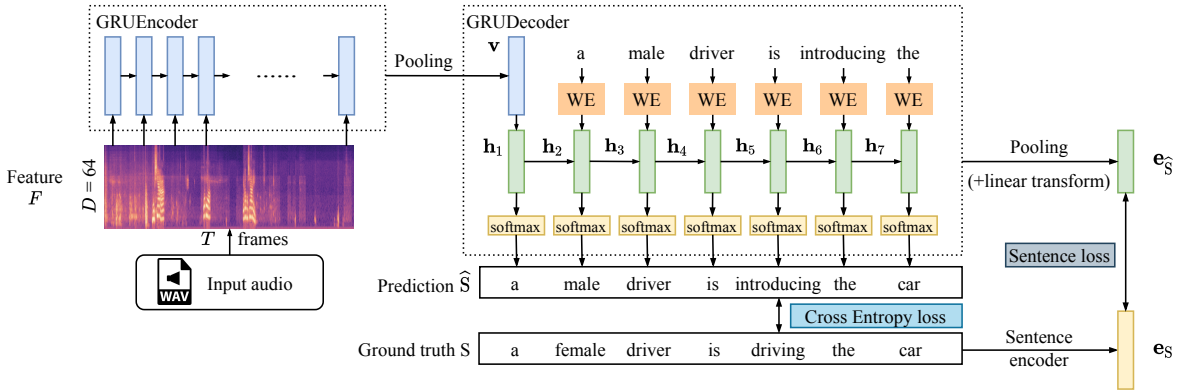 GRUEncoder
Pooling
GRUDecoder
v
a male driver is introducing the
WE WE WE WE WE WE
h₁ h₂ h₃ h₄ h₅ h₆ h₇
Pooling
(+linear transform)
e_Ŝ
Feature
F
D = 64
T frames
WAV
Input audio
softmax softmax softmax softmax softmax softmax softmax
Sentence loss
Prediction Ŝ
a male driver is introducing the car
Cross Entropy loss
Ground truth S
a female driver is driving the car
Sentence
encoder
e_S